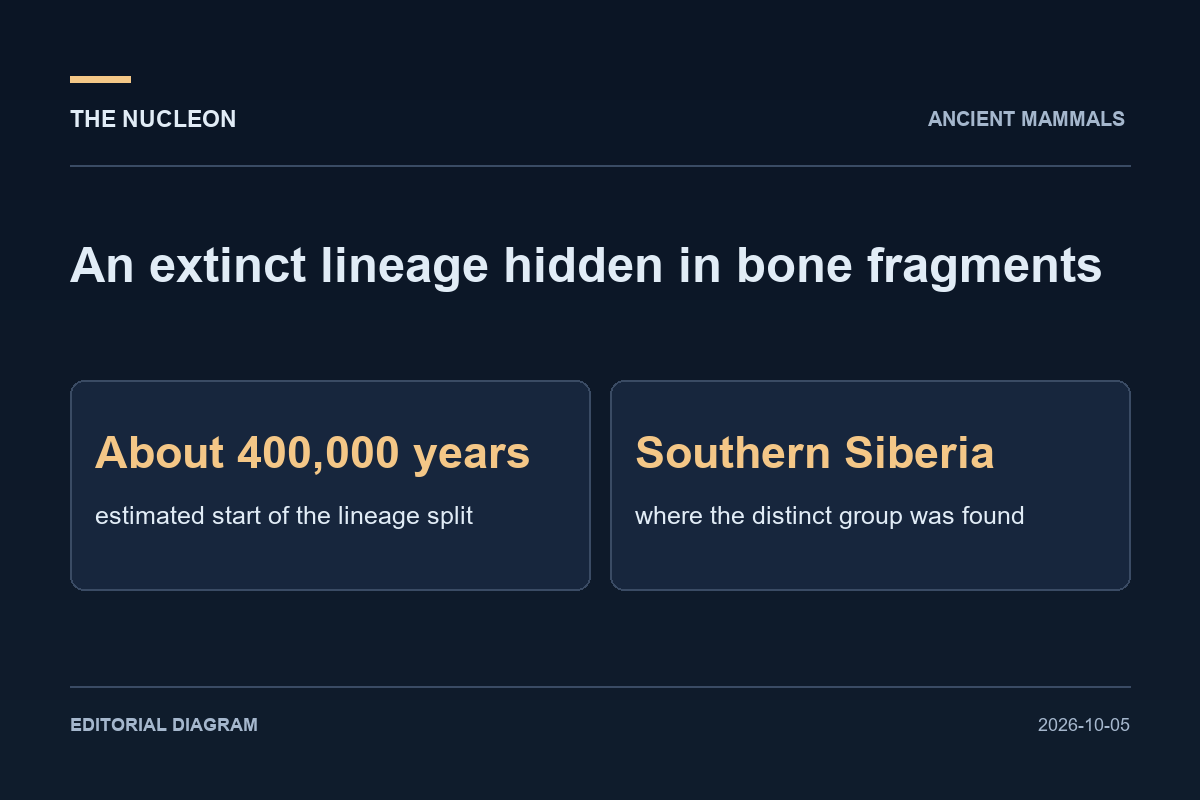 THE NUCLEON
ANCIENT MAMMALS
An extinct lineage hidden in bone fragments
About 400,000 years
estimated start of the lineage split
Southern Siberia
where the distinct group was found
EDITORIAL DIAGRAM
2026-10-05